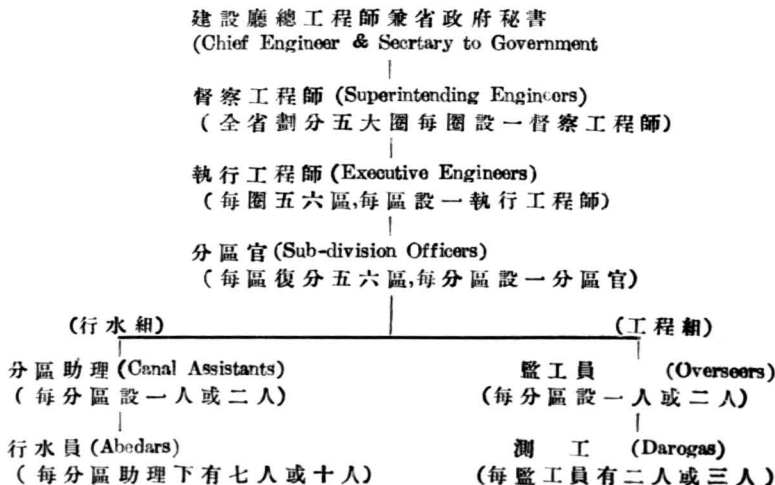 建設廳總工程師兼省政府秘書
(Chief Engineer & Secrtary to Government
督察工程師 (Superintending Engineers)
(全省劃分五大圈每圈設一督察工程師)
執行工程師 (Executive Engineers)
(每圈五六區,每區設一執行工程師)
分區官 (Sub-division Officers)
(每區復分五六區,每分區設一分區官)
(行水組) (工程組)
分區助理 (Canal Assistants) 監工員 (Overseers)
(每分區設一人或二人) (每分區設一人或二人)
行水員 (Abedars) 測工 (Darogas)
(每分區助理下有七人或十人) (每監工員有二人或三人)